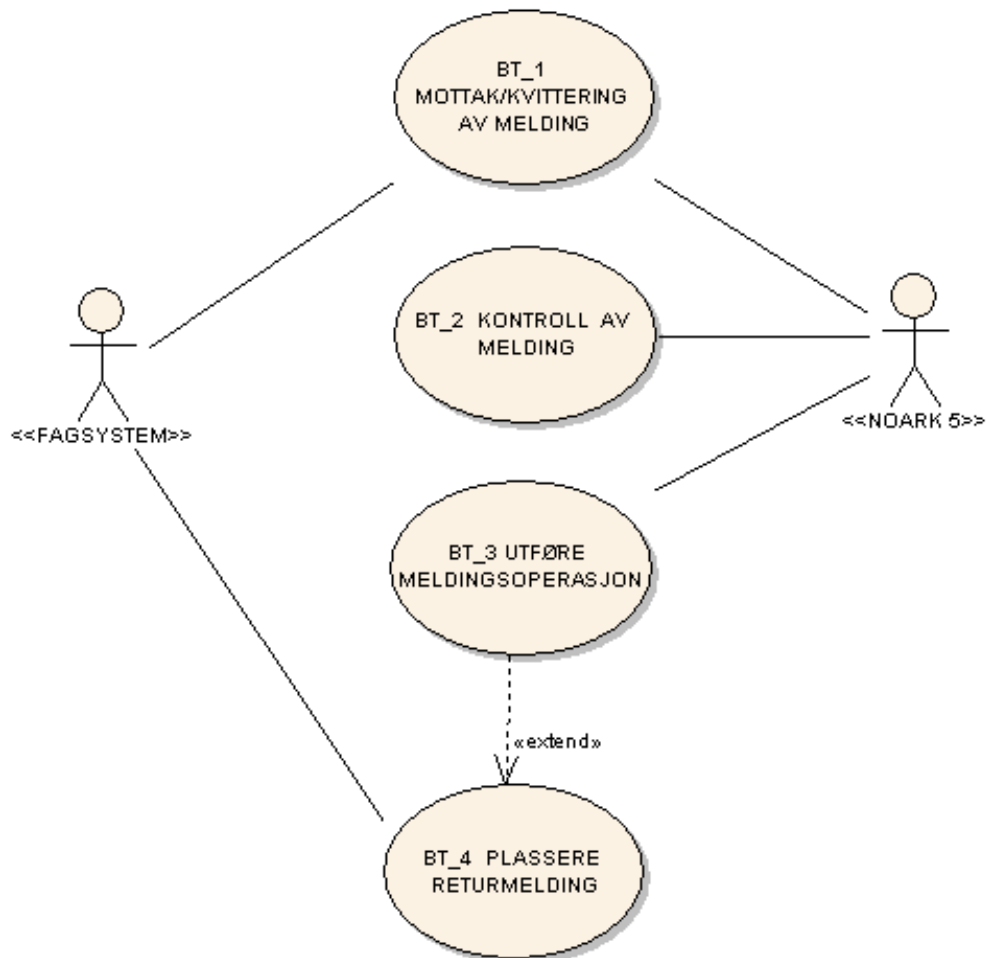 BT_1
MOTTAK/KVITTERING
AV MELDING
BT_2 KONTROLL AV
MELDING
<<FAGSYSTEM>>
<<NOARK 5>>
BT_3 UTFØRE
MELDINGSOPERASJON
«extend»
BT_4 PLASSERE
RETURMELDING